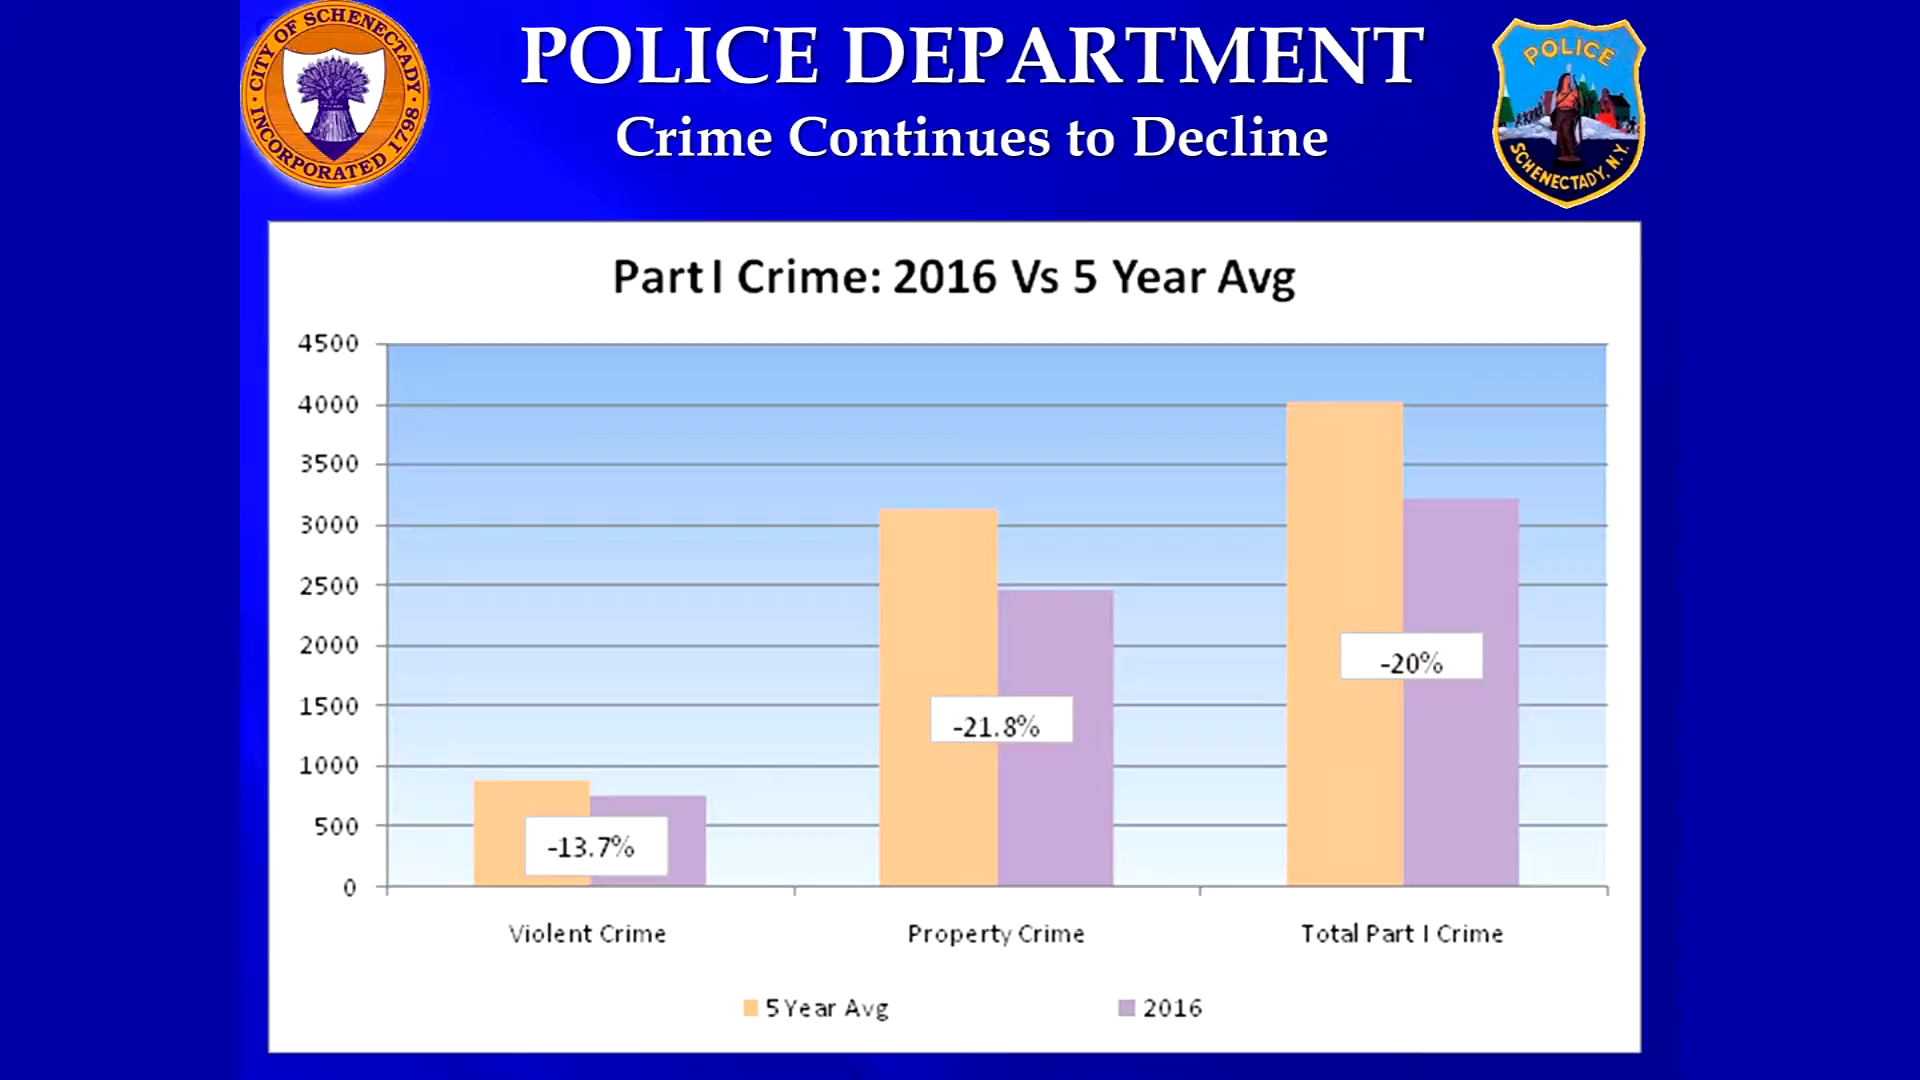 CITY OF SCHENECTADY
INCORPORATED 1798
POLICE DEPARTMENT
Crime Continues to Decline
POLICE
SCHENECTADY, N.Y.
Part I Crime: 2016 Vs 5 Year Avg
4500
4000
3500
3000
2500
2000
1500
1000
500
0
-13.7%
-21.8%
-20%
Violent Crime
Property Crime
Total Part I Crime
5 Year Avg
2016